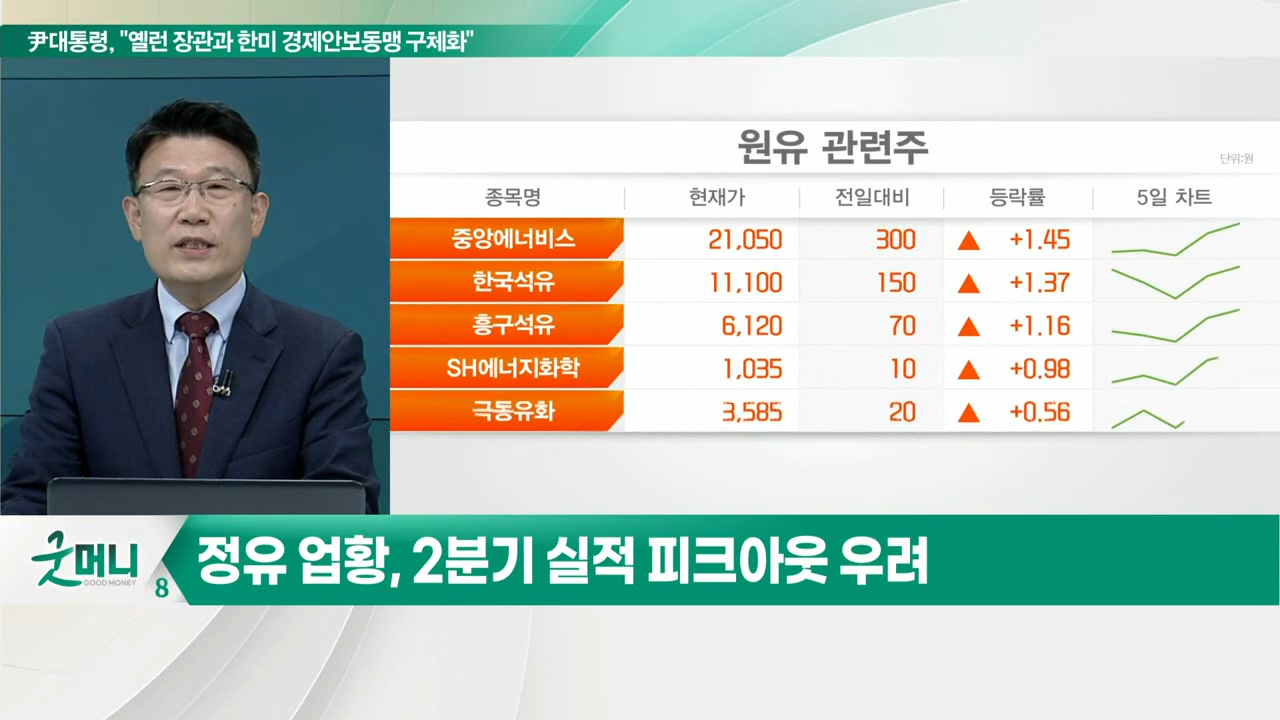 尹대통령, "옐런 장관과 한미 경제안보동맹 구체화"
원유 관련주
단위:원
종목명 현재가 전일대비 등락률 5일 차트
중앙에너비스 21,050 300 ▲ +1.45
한국석유 11,100 150 ▲ +1.37
흥구석유 6,120 70 ▲ +1.16
SH에너지화학 1,035 10 ▲ +0.98
극동유화 3,585 20 ▲ +0.56
굿머니
GOOD MONEY
8
정유 업황, 2분기 실적 피크아웃 우려